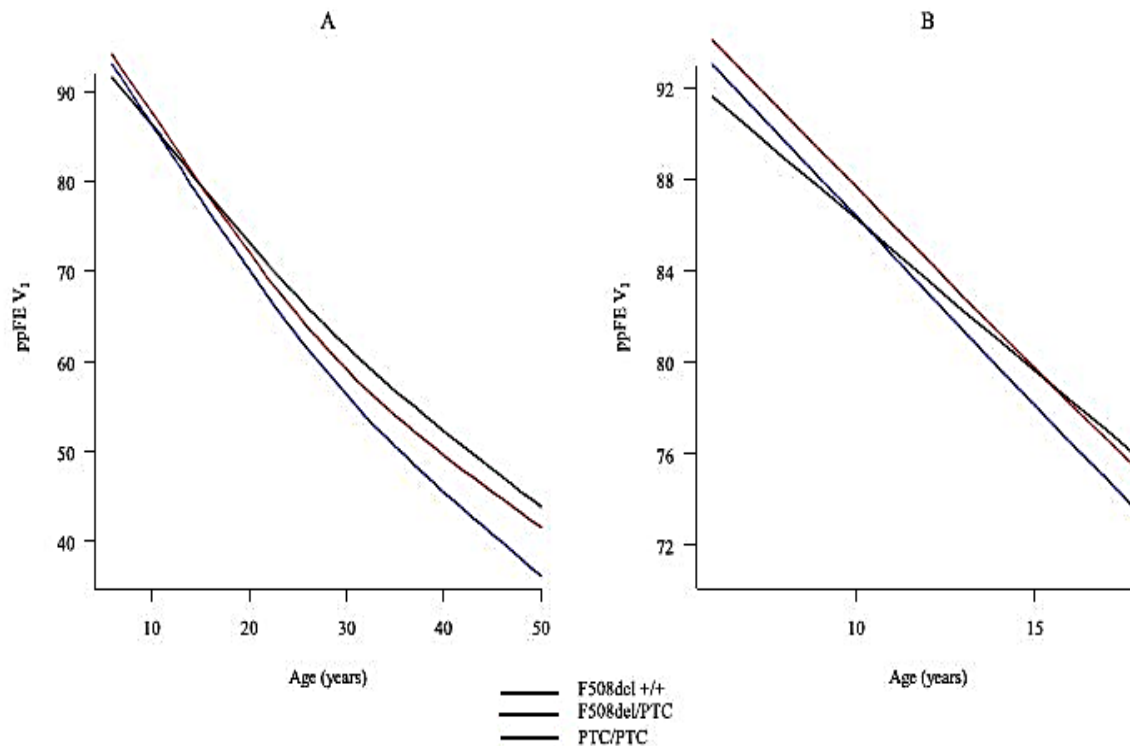 A
90
80
70
60
50
40
ppFE V₁
10 20 30 40 50
Age (years)
B
92
88
84
80
76
72
ppFE V₁
10 15
Age (years)
F508del +/+
F508del/PTC
PTC/PTC